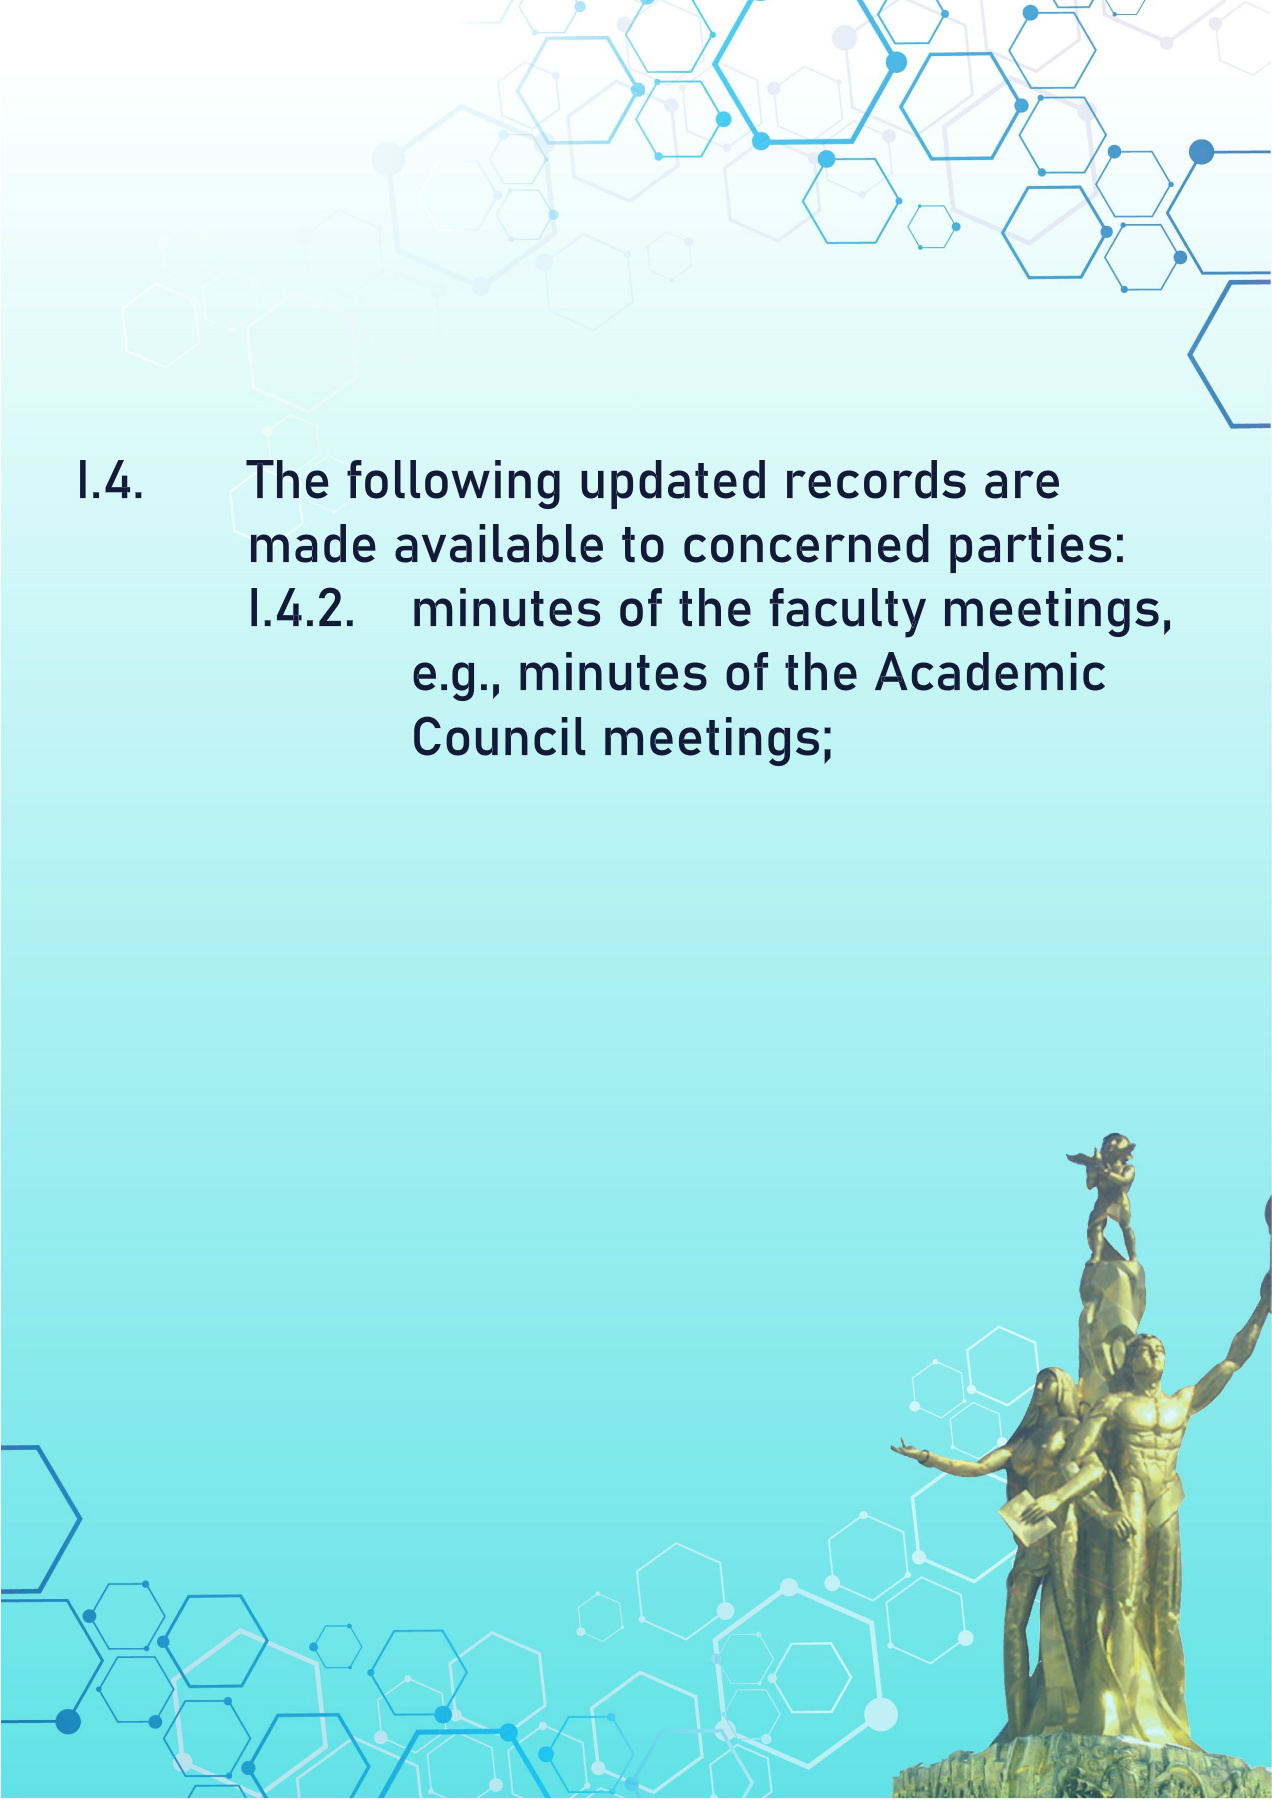 I.4. The following updated records are
made available to concerned parties:
I.4.2. minutes of the faculty meetings,
e.g., minutes of the Academic
Council meetings;